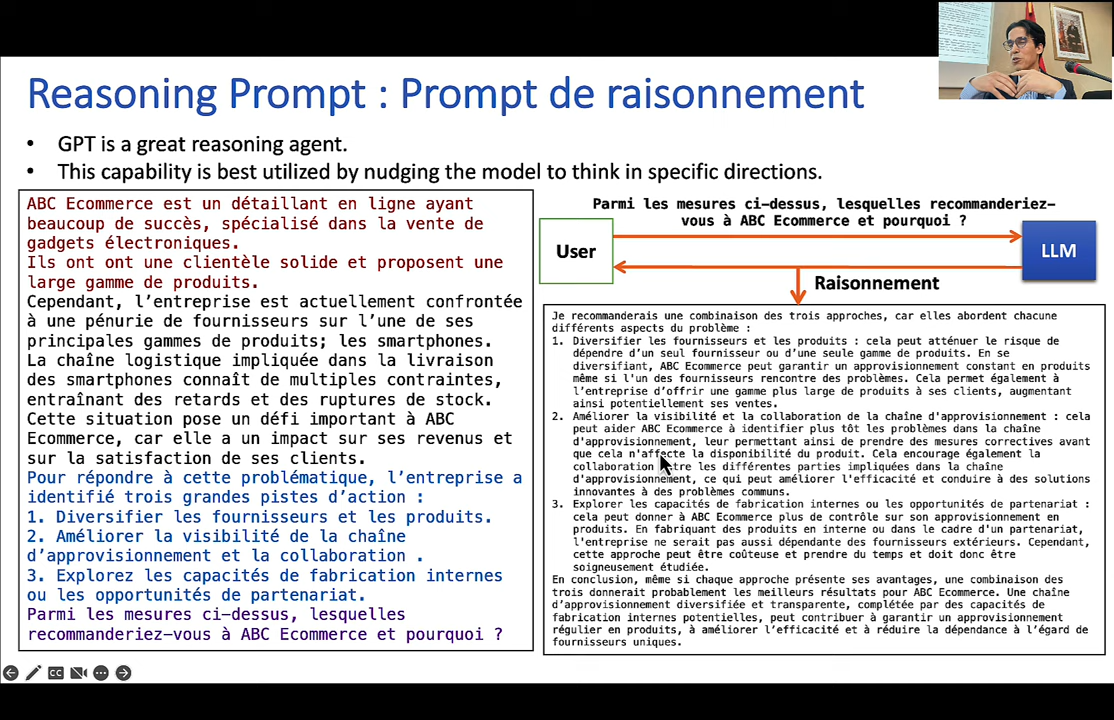 Reasoning Prompt : Prompt de raisonnement
• GPT is a great reasoning agent.
• This capability is best utilized by nudging the model to think in specific directions.
ABC Ecommerce est un détaillant en ligne ayant
beaucoup de succès, spécialisé dans la vente de
gadgets électroniques.
Ils ont ont une clientèle solide et proposent une
large gamme de produits.
Cependant, l’entreprise est actuellement confrontée
à une pénurie de fournisseurs sur l’une de ses
principales gammes de produits; les smartphones.
La chaîne logistique impliquée dans la livraison
des smartphones connaît de multiples contraintes,
entraînant des retards et des ruptures de stock.
Cette situation pose un défi important à ABC
Ecommerce, car elle a un impact sur ses revenus et
sur la satisfaction de ses clients.
Pour répondre à cette problématique, l’entreprise a
identifié trois grandes pistes d’action :
1. Diversifier les fournisseurs et les produits.
2. Améliorer la visibilité de la chaîne
d’approvisionnement et la collaboration .
3. Explorez les capacités de fabrication internes
ou les opportunités de partenariat.
Parmi les mesures ci-dessus, lesquelles
recommanderiez-vous à ABC Ecommerce et pourquoi ?
Parmi les mesures ci-dessus, lesquelles recommanderiez-
vous à ABC Ecommerce et pourquoi ?
User
LLM
Raisonnement
Je recommanderais une combinaison des trois approches, car elles abordent chacune
différents aspects du problème :
1. Diversifier les fournisseurs et les produits : cela peut atténuer le risque de
dépendre d’un seul fournisseur ou d’une seule gamme de produits. En se
diversifiant, ABC Ecommerce peut garantir un approvisionnement constant en produits
même si l'un des fournisseurs rencontre des problèmes. Cela permet également à
l’entreprise d’offrir une gamme plus large de produits à ses clients, augmentant
ainsi potentiellement ses ventes.
2. Améliorer la visibilité et la collaboration de la chaîne d'approvisionnement : cela
peut aider ABC Ecommerce à identifier plus tôt les problèmes dans la chaîne
d'approvisionnement, leur permettant ainsi de prendre des mesures correctives avant
que cela n'affecte la disponibilité du produit. Cela encourage également la
collaboration entre les différentes parties impliquées dans la chaîne
d'approvisionnement, ce qui peut améliorer l'efficacité et conduire à des solutions
innovantes à des problèmes communs.
3. Explorer les capacités de fabrication internes ou les opportunités de partenariat :
cela peut donner à ABC Ecommerce plus de contrôle sur son approvisionnement en
produits. En fabriquant des produits en interne ou dans le cadre d'un partenariat,
l'entreprise ne serait pas aussi dépendante des fournisseurs extérieurs. Cependant,
cette approche peut être coûteuse et prendre du temps et doit donc être
soigneusement étudiée.
En conclusion, même si chaque approche présente ses avantages, une combinaison des
trois donnerait probablement les meilleurs résultats pour ABC Ecommerce. Une chaîne
d’approvisionnement diversifiée et transparente, complétée par des capacités de
fabrication internes potentielles, peut contribuer à garantir un approvisionnement
régulier en produits, à améliorer l’efficacité et à réduire la dépendance à l’égard de
fournisseurs uniques.
CC